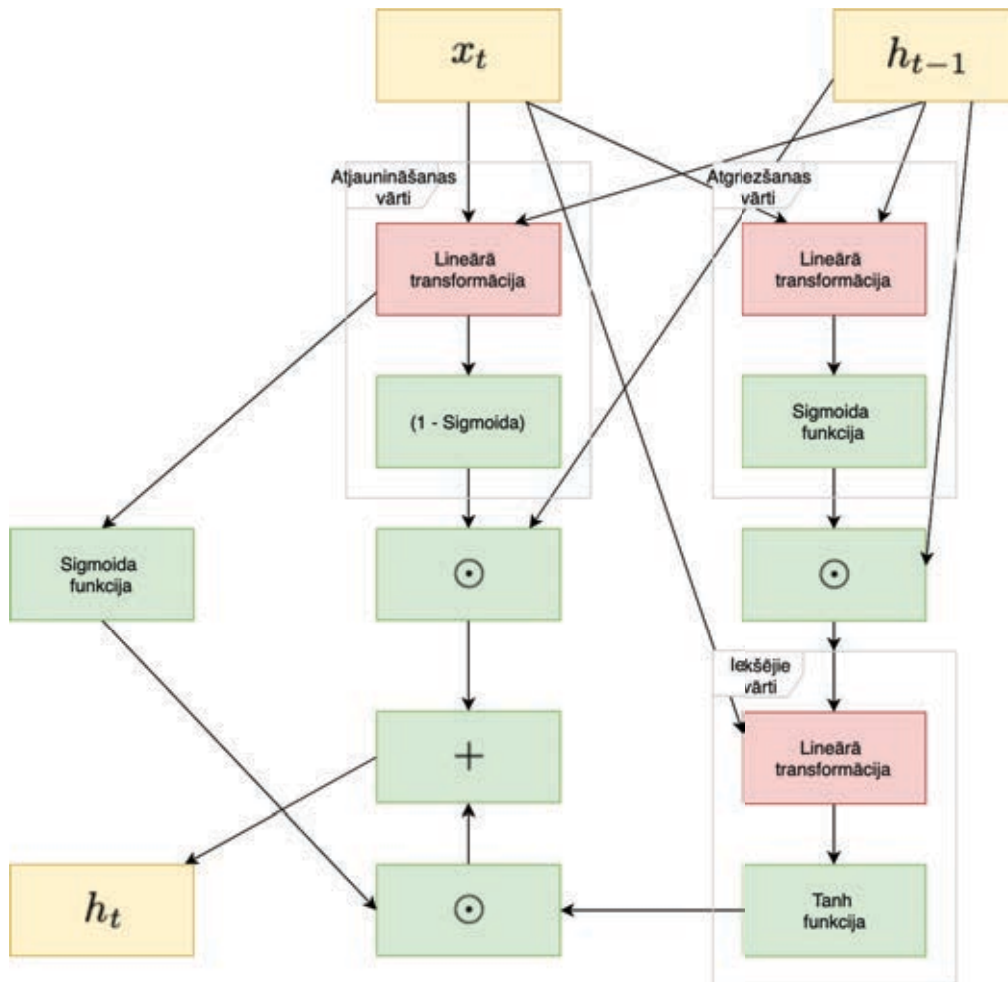 x_t
h_{t-1}
Atjaunināšanas
vārti
Atgriezšanas
vārti
Lineārā
transformācija
Lineārā
transformācija
(1 - Sigmoida)
Sigmoida
funkcija
Sigmoida
funkcija
⊙
⊙
Iekšējie
vārti
+
Lineārā
transformācija
h_t
⊙
Tanh
funkcija